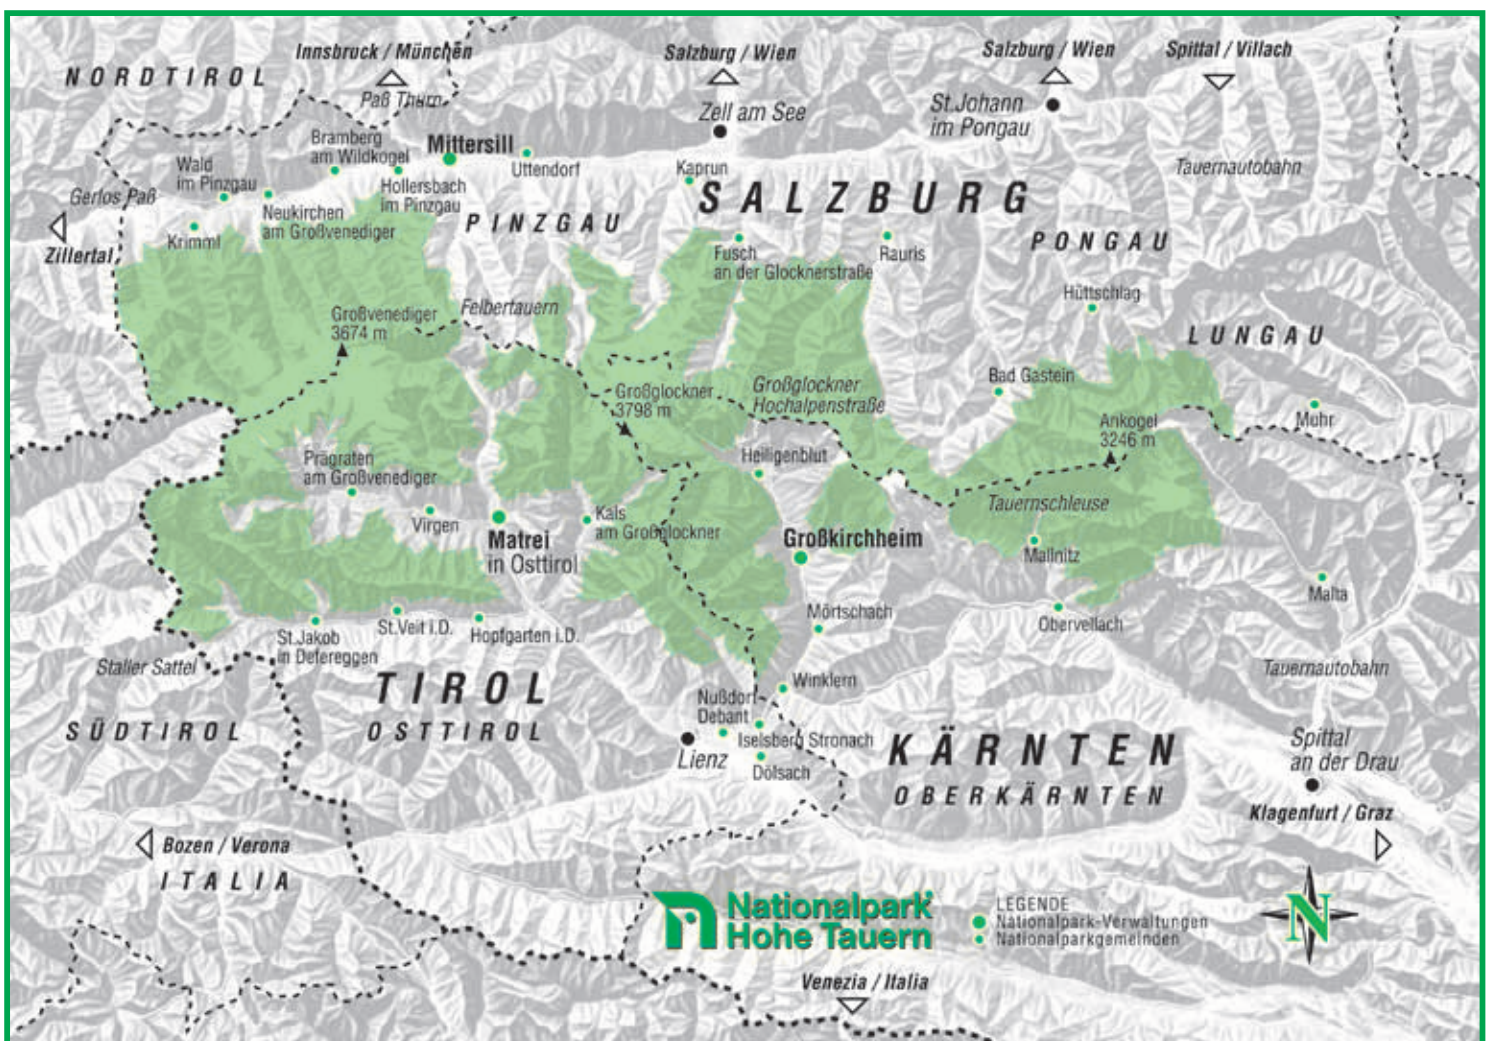 Innsbruck / München
Salzburg / Wien
Salzburg / Wien
Spittal / Villach
NORDTIROL
Paß Thurn
Zell am See
St.Johann
im Pongau
Bramberg
am Wildkogel
Mittersill
Uttendorf
Kaprun
Tauernautobahn
Wald
im Pinzgau
Hollersbach
im Pinzgau
Gerlos Paß
Neukirchen
am Großvenediger
PINZGAU
SALZBURG
Krimml
Zillertal
Fusch
an der Glocknerstraße
Rauris
PONGAU
Hüttschlag
Großvenediger
3674 m
Felbertauern
LUNGAU
Großglockner
3798 m
Großglockner
Hochalpenstraße
Bad Gastein
Ankogel
3246 m
Muhr
Prägraten
am Großvenediger
Heiligenblut
Virgen
Matrei
in Osttirol
Kals
am Großglockner
Großkirchheim
Tauernschleuse
Mallnitz
Malta
St.Jakob
in Defereggen
St.Veit i.D.
Hopfgarten i.D.
Mörtschach
Obervellach
Staller Sattel
TIROL
OSTTIROL
Winklern
Tauernautobahn
SÜDTIROL
Nußdorf
Debant
Iselsberg Stronach
Lienz
Dölsach
KÄRNTEN
OBERKÄRNTEN
Spittal
an der Drau
Klagenfurt / Graz
Bozen / Verona
ITALIA
Nationalpark
Hohe Tauern
LEGENDE
Nationalpark-Verwaltungen
Nationalparkgemeinden
N
Venezia / Italia